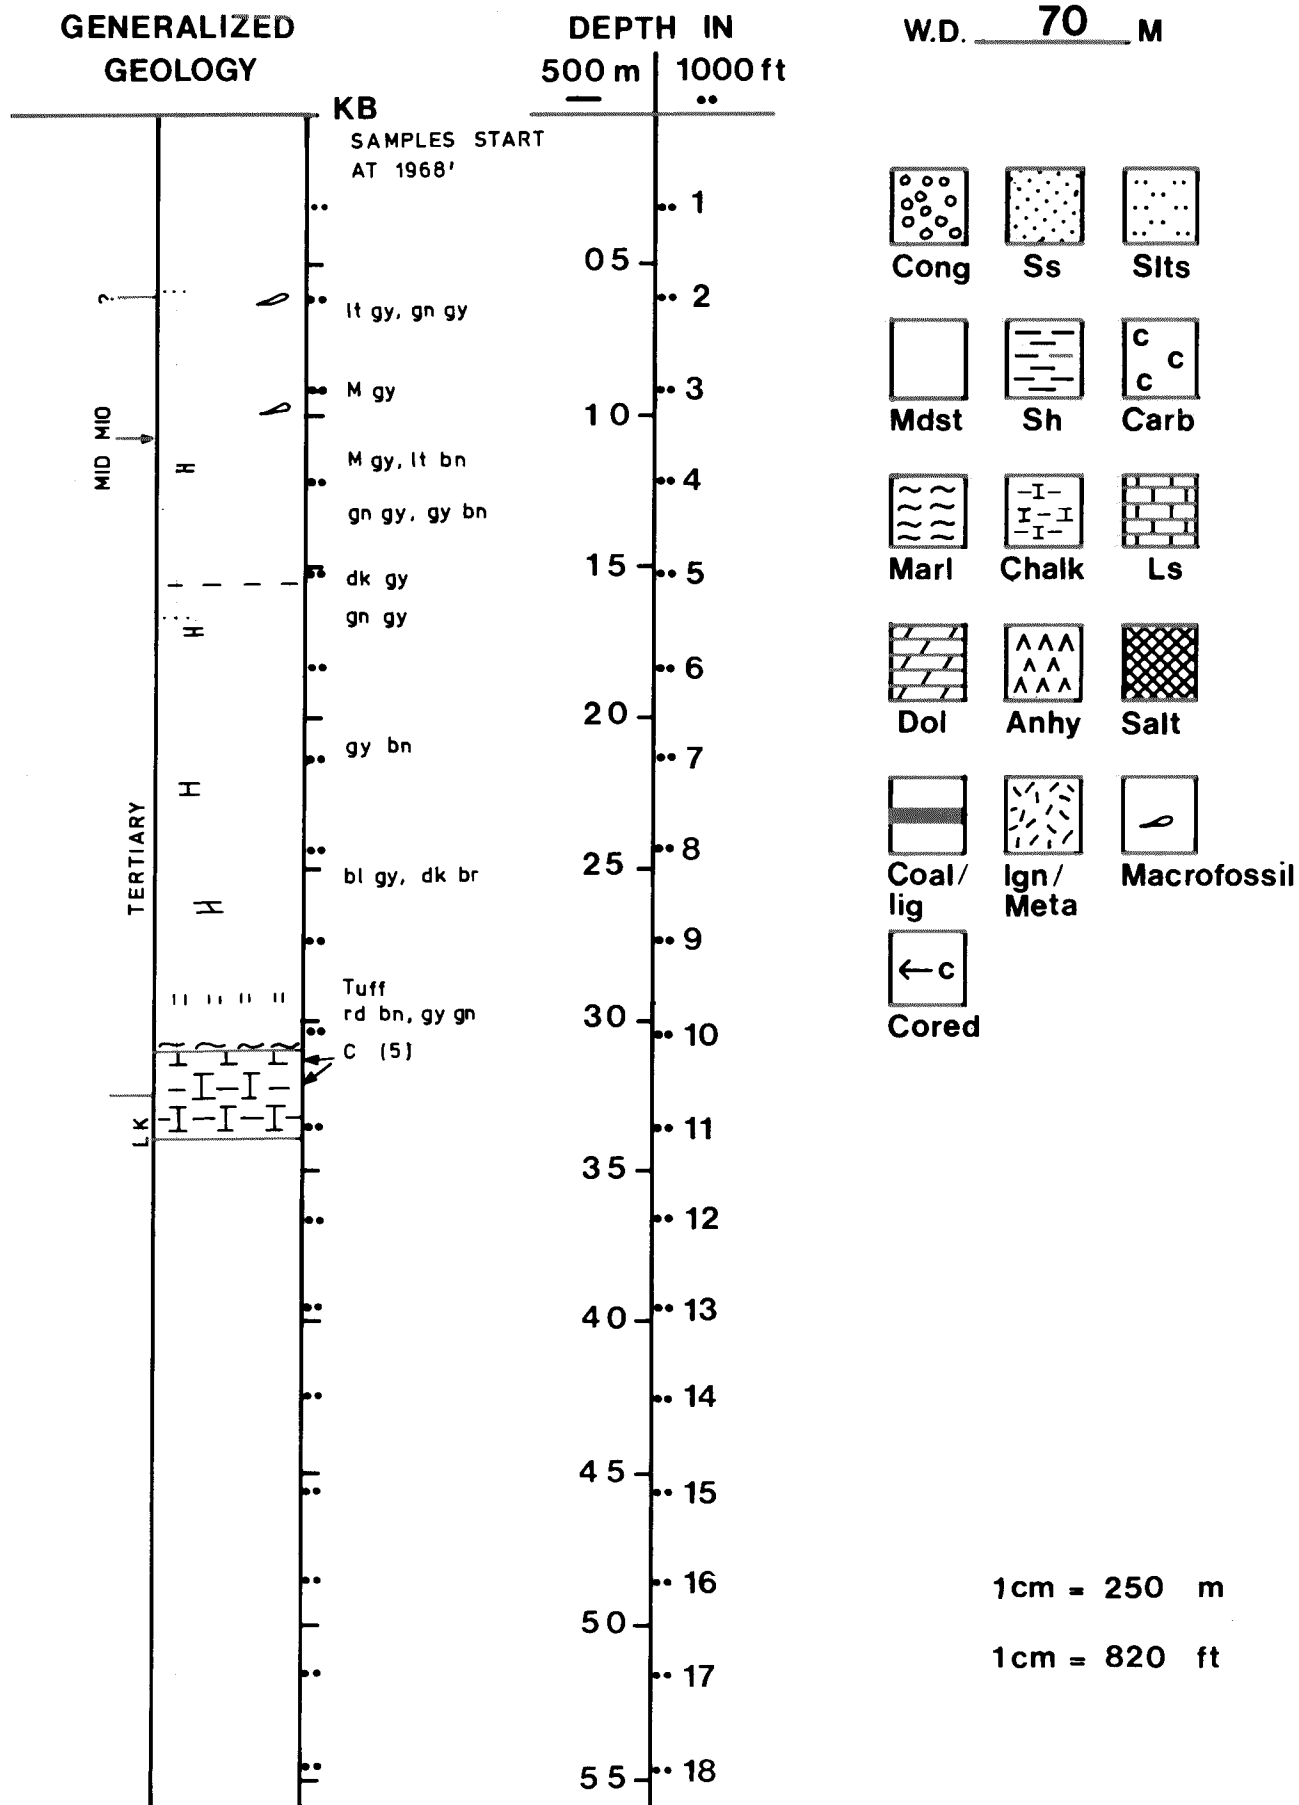 GENERALIZED
GEOLOGY
DEPTH IN
500 m 1000 ft
W.D. 70 M
KB
SAMPLES START
AT 1968'
?
lt gy, gn gy
M gy
MID MIO
M gy, lt bn
gn gy, gy bn
dk gy
gn gy
gy bn
TERTIARY
bl gy, dk br
Tuff
rd bn, gy gn
C (5)
LK
1
05
2
3
10
4
15
5
6
20
7
8
25
9
30
10
11
35
12
13
40
14
45
15
16
50
17
18
55
Cong Ss Slts
C
C
C
Mdst Sh Carb
Marl Chalk Ls
Dol Anhy Salt
Coal/
lig
Ign/
Meta
Macrofossil
C
Cored
1cm = 250 m
1cm = 820 ft